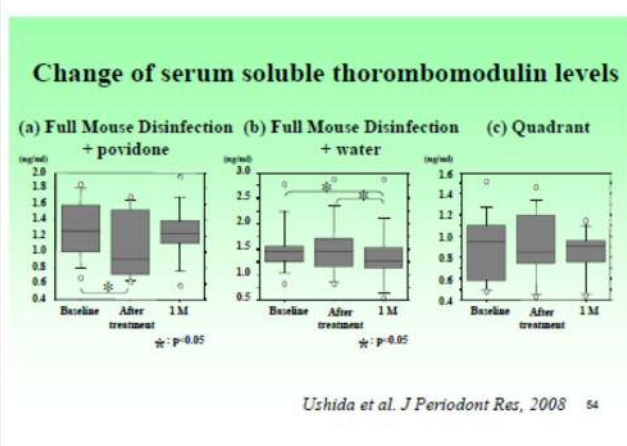 Change of serum soluble thorombomodulin levels
(a) Full Mouse Disinfection
+ povidone
(b) Full Mouse Disinfection
+ water
(c) Quadrant
(ng/ml)
2.0
1.8
1.6
1.4
1.2
1.0
0.8
0.6
0.4
*
Baseline After treatment 1 M
*: p<0.05
(ng/ml)
3.0
2.5
2.0
1.5
1.0
0.5
*
*
Baseline After treatment 1 M
*: p<0.05
(ng/ml)
1.6
1.4
1.2
1.0
0.8
0.6
0.4
Baseline After treatment 1 M
Ushida et al. J Periodont Res, 2008
54